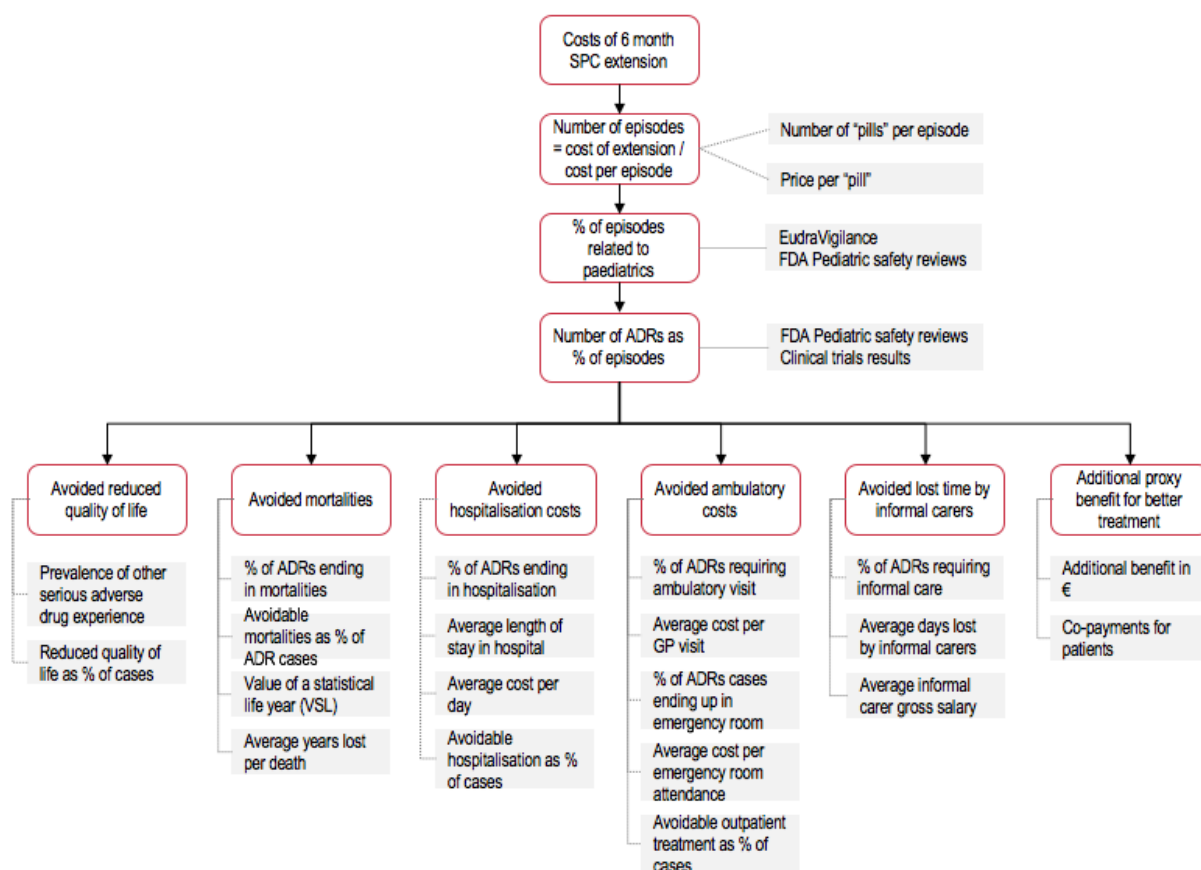 Costs of 6 month
SPC extension
Number of episodes
= cost of extension /
cost per episode
Number of “pills” per episode
Price per “pill”
% of episodes
related to
paediatrics
EudraVigilance
FDA Pediatric safety reviews
Number of ADRs as
% of episodes
FDA Pediatric safety reviews
Clinical trials results
Avoided reduced
quality of life
Prevalence of other
serious adverse
drug experience
Reduced quality of
life as % of cases
Avoided mortalities
% of ADRs ending
in mortalities
Avoidable
mortalities as % of
ADR cases
Value of a statistical
life year (VSL)
Average years lost
per death
Avoided
hospitalisation costs
% of ADRs ending
in hospitalisation
Average length of
stay in hospital
Average cost per
day
Avoidable
hospitalisation as %
of cases
Avoided ambulatory
costs
% of ADRs requiring
ambulatory visit
Average cost per
GP visit
% of ADRs cases
ending up in
emergency room
Average cost per
emergency room
attendance
Avoidable outpatient
treatment as % of
cases
Avoided lost time by
informal carers
% of ADRs requiring
informal care
Average days lost
by informal carers
Average informal
carer gross salary
Additional proxy
benefit for better
treatment
Additional benefit in
€
Co-payments for
patients